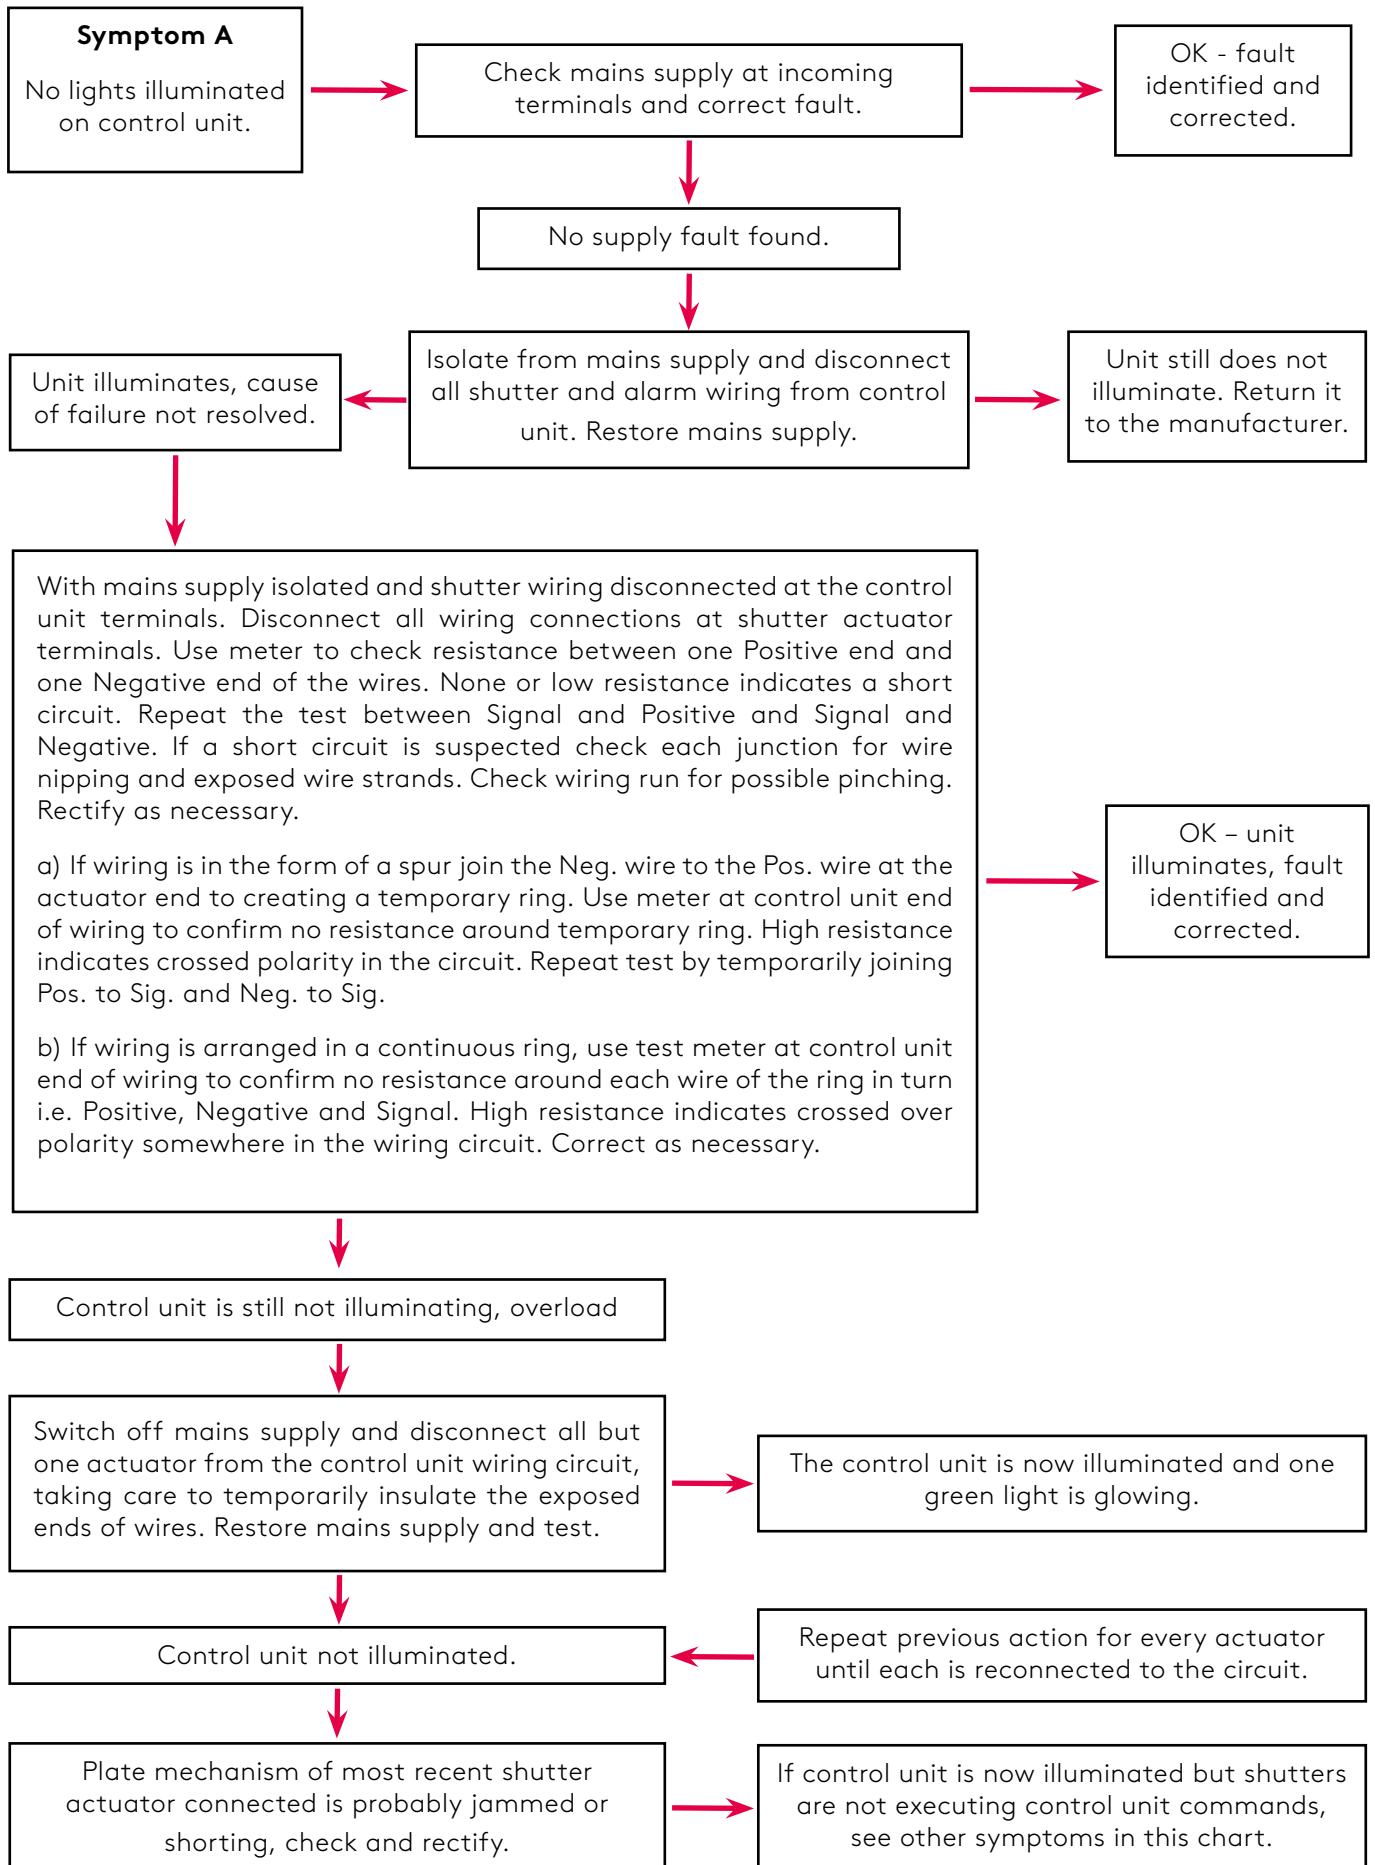 Symptom A
No lights illuminated
on control unit.
Check mains supply at incoming
terminals and correct fault.
OK - fault
identified and
corrected.
No supply fault found.
Unit illuminates, cause
of failure not resolved.
Isolate from mains supply and disconnect
all shutter and alarm wiring from control
unit. Restore mains supply.
Unit still does not
illuminate. Return it
to the manufacturer.
With mains supply isolated and shutter wiring disconnected at the control
unit terminals. Disconnect all wiring connections at shutter actuator
terminals. Use meter to check resistance between one Positive end and
one Negative end of the wires. None or low resistance indicates a short
circuit. Repeat the test between Signal and Positive and Signal and
Negative. If a short circuit is suspected check each junction for wire
nipping and exposed wire strands. Check wiring run for possible pinching.
Rectify as necessary.
a) If wiring is in the form of a spur join the Neg. wire to the Pos. wire at the
actuator end to creating a temporary ring. Use meter at control unit end
of wiring to confirm no resistance around temporary ring. High resistance
indicates crossed polarity in the circuit. Repeat test by temporarily joining
Pos. to Sig. and Neg. to Sig.
b) If wiring is arranged in a continuous ring, use test meter at control unit
end of wiring to confirm no resistance around each wire of the ring in turn
i.e. Positive, Negative and Signal. High resistance indicates crossed over
polarity somewhere in the wiring circuit. Correct as necessary.
OK – unit
illuminates, fault
identified and
corrected.
Control unit is still not illuminating, overload
Switch off mains supply and disconnect all but
one actuator from the control unit wiring circuit,
taking care to temporarily insulate the exposed
ends of wires. Restore mains supply and test.
The control unit is now illuminated and one
green light is glowing.
Control unit not illuminated.
Repeat previous action for every actuator
until each is reconnected to the circuit.
Plate mechanism of most recent shutter
actuator connected is probably jammed or
shorting, check and rectify.
If control unit is now illuminated but shutters
are not executing control unit commands,
see other symptoms in this chart.